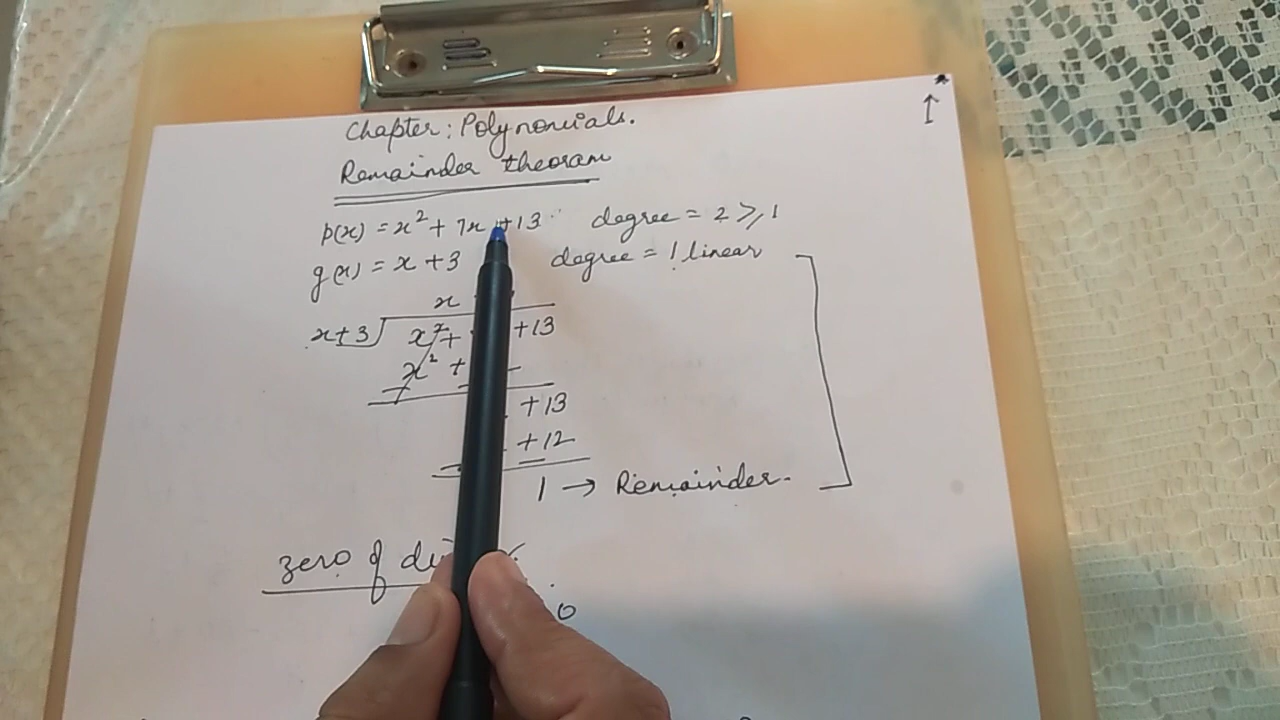 Chapter: Polynomials.
Remainder theoram
p(x) = x² + 7x + 13 degree = 2 ≥ 1
g(x) = x + 3 degree = 1 linear
x
x+3 x² + +13
x² +
+13
+12
1 → Remainder.
zero of
0